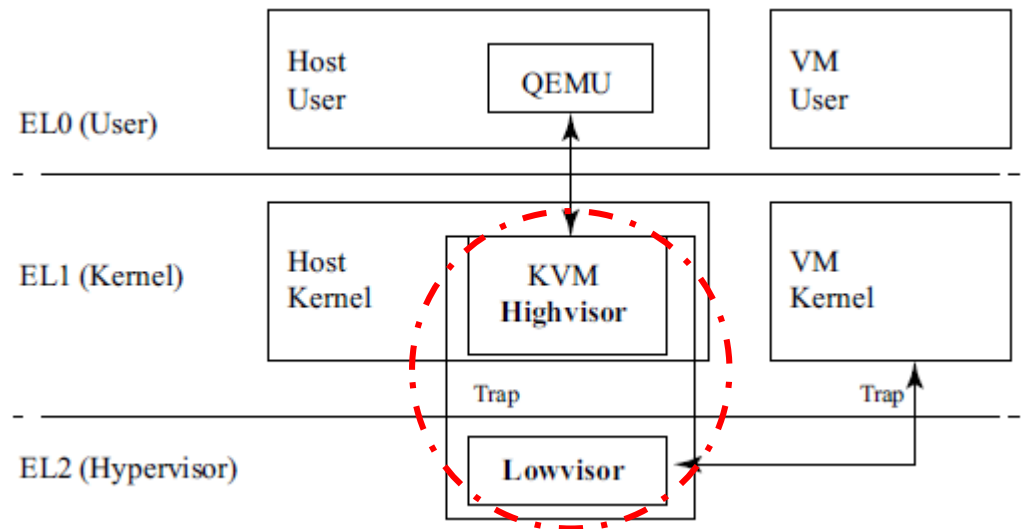 Host
User
QEMU
VM
User
EL0 (User)
EL1 (Kernel)
Host
Kernel
KVM
Highvisor
VM
Kernel
Trap
Trap
EL2 (Hypervisor)
Lowvisor